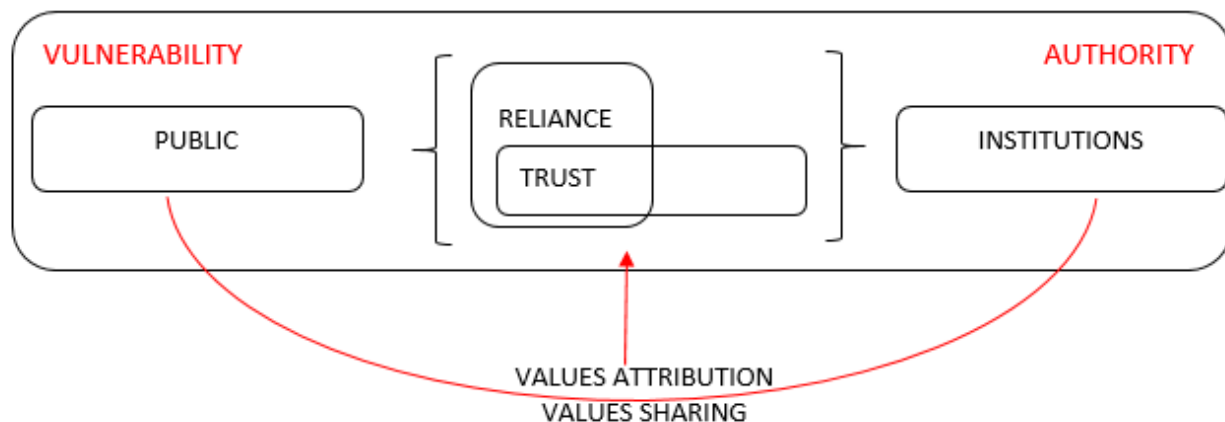 VULNERABILITY
AUTHORITY
PUBLIC
RELIANCE
TRUST
INSTITUTIONS
VALUES ATTRIBUTION
VALUES SHARING